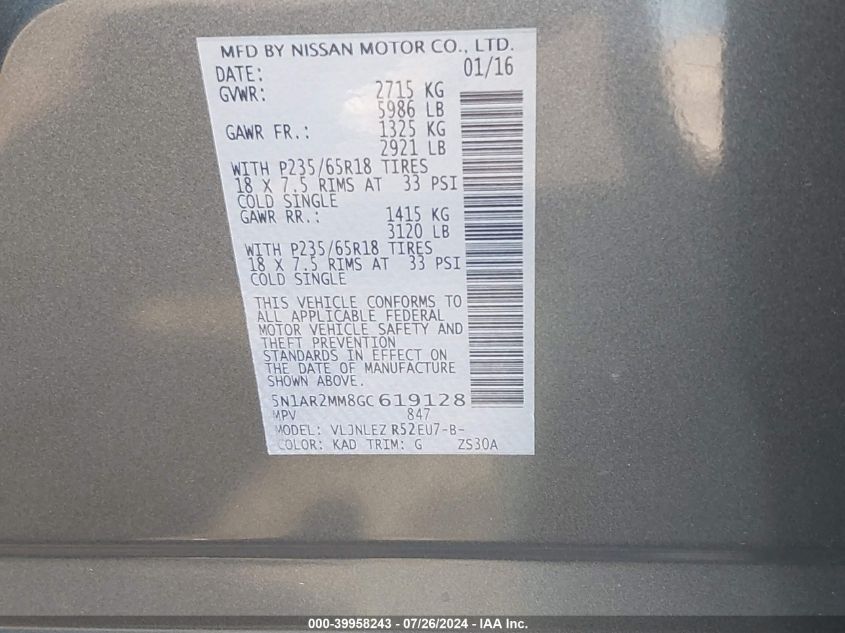 MFD BY NISSAN MOTOR CO., LTD.
DATE: 01/16
GVWR: 2715 KG
5986 LB
GAWR FR.: 1325 KG
2921 LB
WITH P235/65R18 TIRES
18 X 7.5 RIMS AT 33 PSI
COLD SINGLE
GAWR RR.: 1415 KG
3120 LB
WITH P235/65R18 TIRES
18 X 7.5 RIMS AT 33 PSI
COLD SINGLE
THIS VEHICLE CONFORMS TO
ALL APPLICABLE FEDERAL
MOTOR VEHICLE SAFETY AND
THEFT PREVENTION
STANDARDS IN EFFECT ON
THE DATE OF MANUFACTURE
SHOWN ABOVE.
5N1AR2MM8GC619128
MPV 847
MODEL: VLJNLEZ R52EU7-B-
COLOR: KAD TRIM: G ZS30A
000-39958243 - 07/26/2024 - IAA Inc.